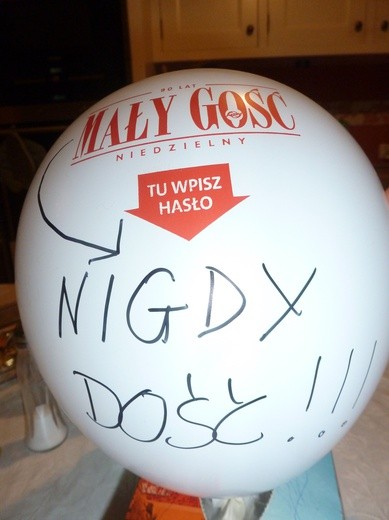 90 LAT
MAŁY GOŚĆ
NIEDZIELNY
TU WPISZ
HASŁO
NIGDY
DOŚĆ...!!!